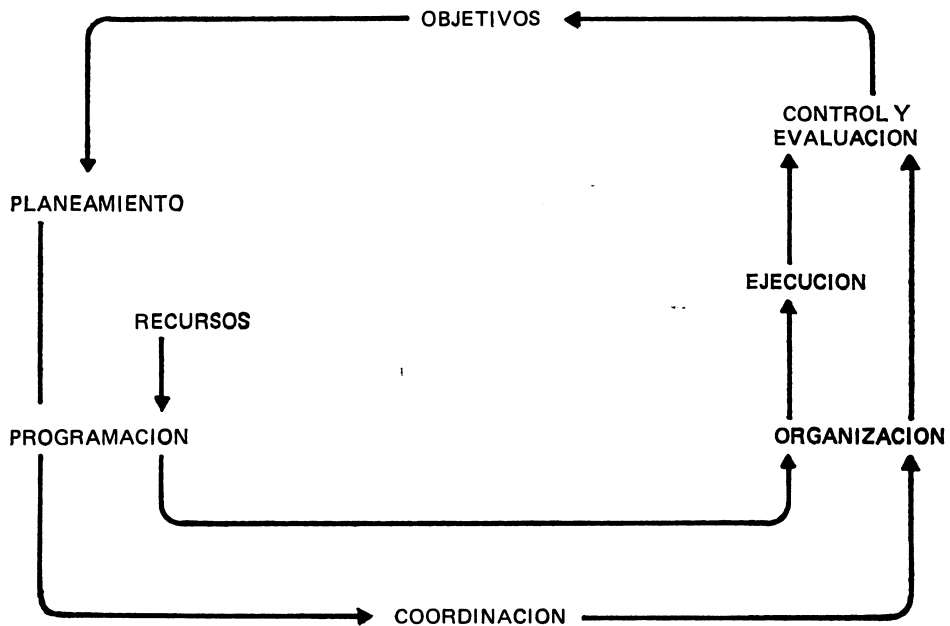 OBJETIVOS
CONTROL Y
EVALUACION
PLANEAMIENTO
EJECUCION
RECURSOS
PROGRAMACION
ORGANIZACION
COORDINACION